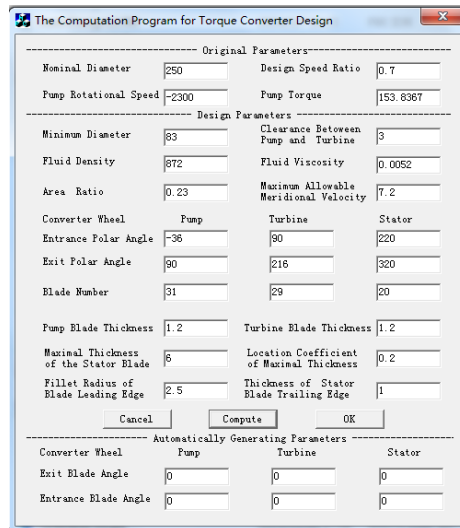 The Computation Program for Torque Converter Design
Original Parameters
Nominal Diameter 250 Design Speed Ratio 0.7
Pump Rotational Speed -2300 Pump Torque 153.8367
Design Parameters
Minimum Diameter 83 Clearance Betoween
Pump and Turbine 3
Fluid Density 872 Fluid Viscosity 0.0052
Area Ratio 0.23 Maximum Allowable
Meridional Velocity 7.2
Converter Wheel Pump Turbine Stator
Entrance Polar Angle -36 90 220
Exit Polar Angle 90 216 320
Blade Number 31 29 20
Pump Blade Thickness 1.2 Turbine Blade Thickness 1.2
Maximal Thickness
of the Stator Blade 6 Location Coefficient
of Maximal Thickness 0.2
Fillet Radius of
Blade Leading Edge 2.5 Thickness of Stator
Blade Trailing Edge 1
Cancel Compute OK
Automatically Generating Parameters
Converter Wheel Pump Turbine Stator
Exit Blade Angle 0 0 0
Entrance Blade Angle 0 0 0